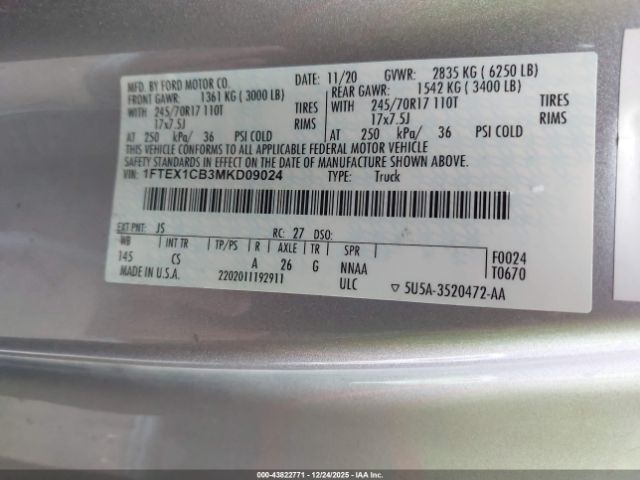 MFD. BY FORD MOTOR CO. DATE: 11/20 GVWR: 2835 KG ( 6250 LB)
FRONT GAWR: 1361 KG ( 3000 LB) REAR GAWR: 1542 KG ( 3400 LB)
WITH 245/70R17 110T TIRES WITH 245/70R17 110T TIRES
17x7.5J RIMS 17x7.5J RIMS
AT 250 kPa/ 36 PSI COLD AT 250 kPa/ 36 PSI COLD
THIS VEHICLE CONFORMS TO ALL APPLICABLE FEDERAL MOTOR VEHICLE
SAFETY STANDARDS IN EFFECT ON THE DATE OF MANUFACTURE SHOWN ABOVE.
VIN: 1FTEX1CB3MKD09024 TYPE: Truck
EXT PNT: JS RC: 27 DSO:
WB INT TR TP/PS R AXLE TR SPR F0024
145 CS A 26 G NNAA T0670
MADE IN U.S.A. 2202011192911 ULC ▽ 5U5A-3520472-AA
000-43822771 - 12/24/2025 - Copart, Inc.